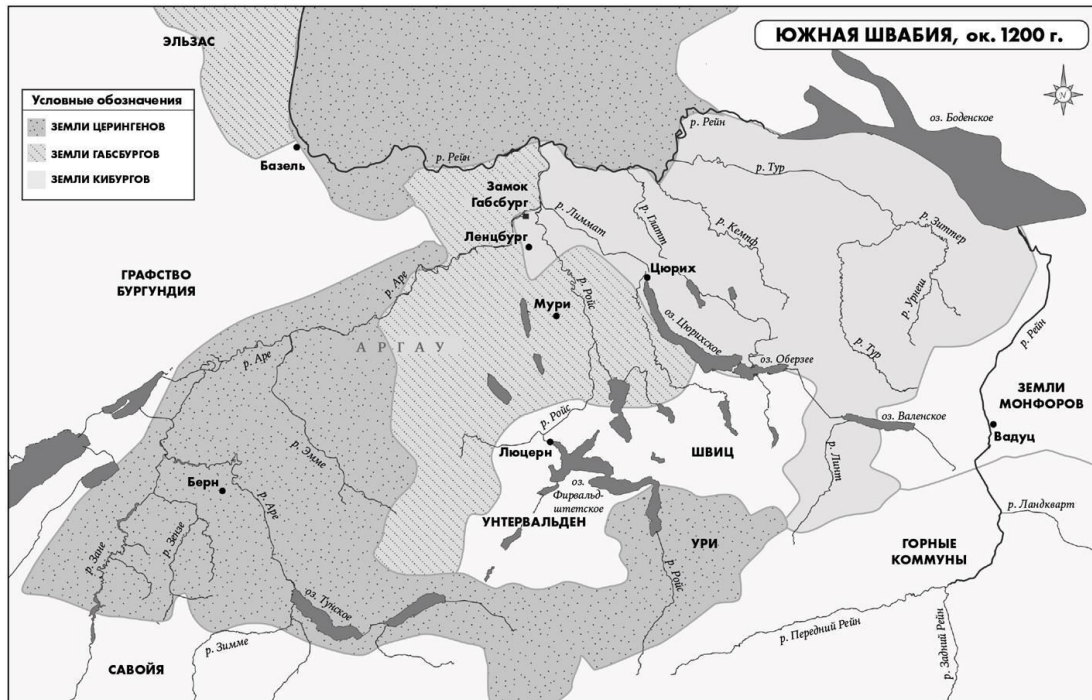 ЮЖНАЯ ШВАБИЯ, ок. 1200 г.
ЭЛЬЗАС
Условные обозначения
ЗЕМЛИ ЦЕРИНГЕНОВ
ЗЕМЛИ ГАБСБУРГОВ
ЗЕМЛИ КИБУРГОВ
N
оз. Боденское
р. Рейн
Базель
р. Рейн
р. Тур
Замок
Габсбург
р. Лиммат
р. Глатт
р. Кемпф
р. Зиттер
Ленцбург
Цюрих
ГРАФСТВО
БУРГУНДИЯ
р. Аре
р. Ройс
р. Урнеш
Мури
оз. Цюрихское
р. Рейн
АРГАУ
р. Аре
оз. Оберзее
р. Тур
ЗЕМЛИ
МОНФОРОВ
р. Ройс
оз. Валенское
Вадуц
р. Эмме
Люцерн
ШВИЦ
р. Линт
Берн
р. Аре
оз.
Фирвальд-
штетское
УНТЕРВАЛЬДЕН
р. Ландкварт
р. Зане
р. Зензе
УРИ
ГОРНЫЕ
КОММУНЫ
р. Ройс
оз. Тунское
р. Передний Рейн
р. Задний Рейн
р. Зимме
САВОЙЯ